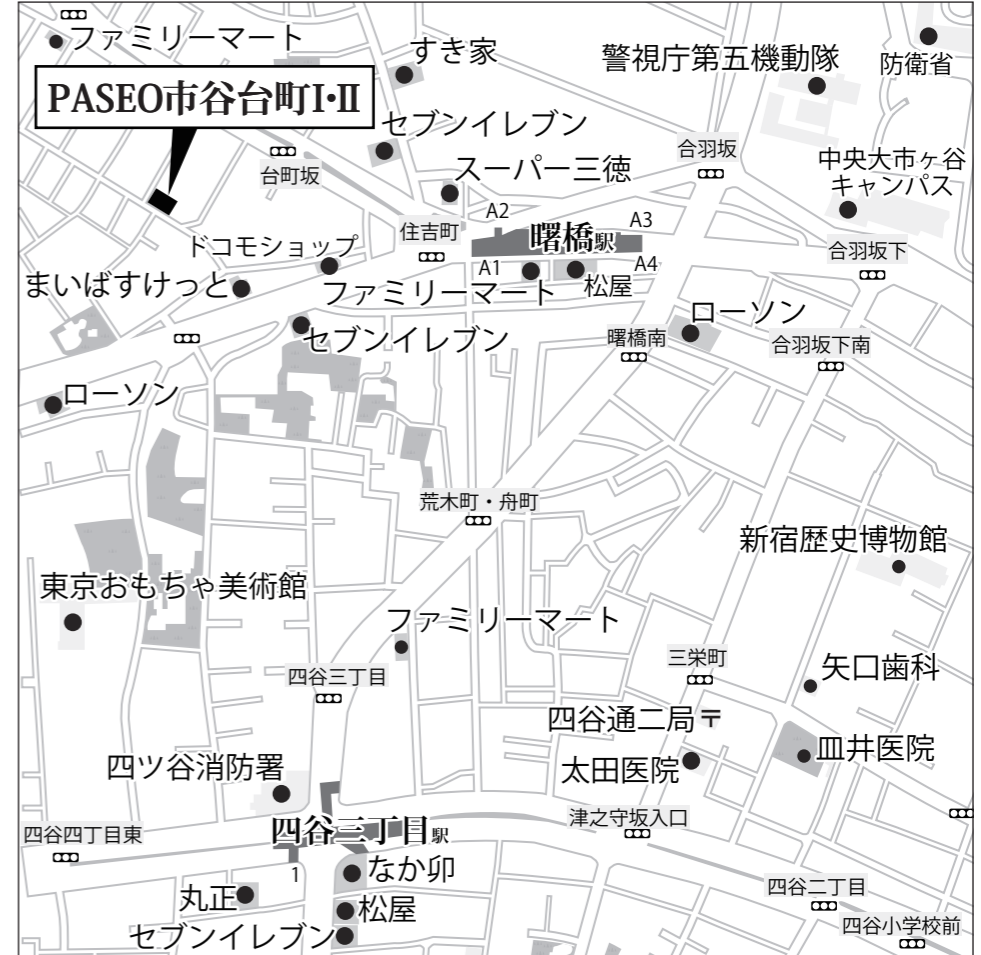 ファミリーマート
すき家
警視庁第五機動隊
防衛省
PASEO市谷台町I・II
セブンイレブン
台町坂
スーパー三徳
合羽坂
中央大市ヶ谷
キャンパス
A2
A3
住吉町
曙橋駅
ドコモショップ
合羽坂下
A1
A4
まいばすけっと
ファミリーマート
松屋
ローソン
セブンイレブン
曙橋南
合羽坂下南
ローソン
荒木町・舟町
新宿歴史博物館
東京おもちゃ美術館
ファミリーマート
三栄町
四谷三丁目
矢口歯科
四谷通二局〒
皿井医院
太田医院
四ツ谷消防署
津之守坂入口
四谷四丁目東
四谷三丁目駅
1
なか卯
四谷二丁目
丸正
松屋
四谷小学校前
セブンイレブン